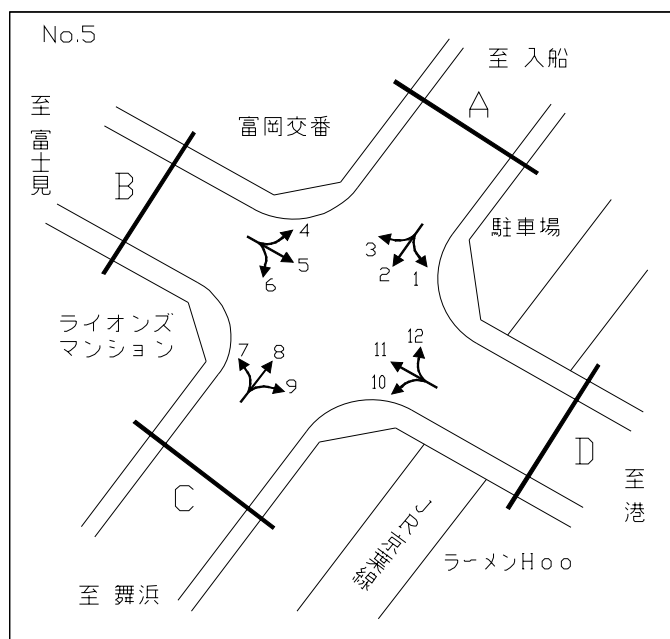 No.5
至 入船
A
至 富士見
富岡交番
B
駐車場
3
2
1
4
5
6
ライオンズ
マンション
7
8
9
12
11
10
C
D
至 港
JR京葉線
ラーメンHoo
至 舞浜